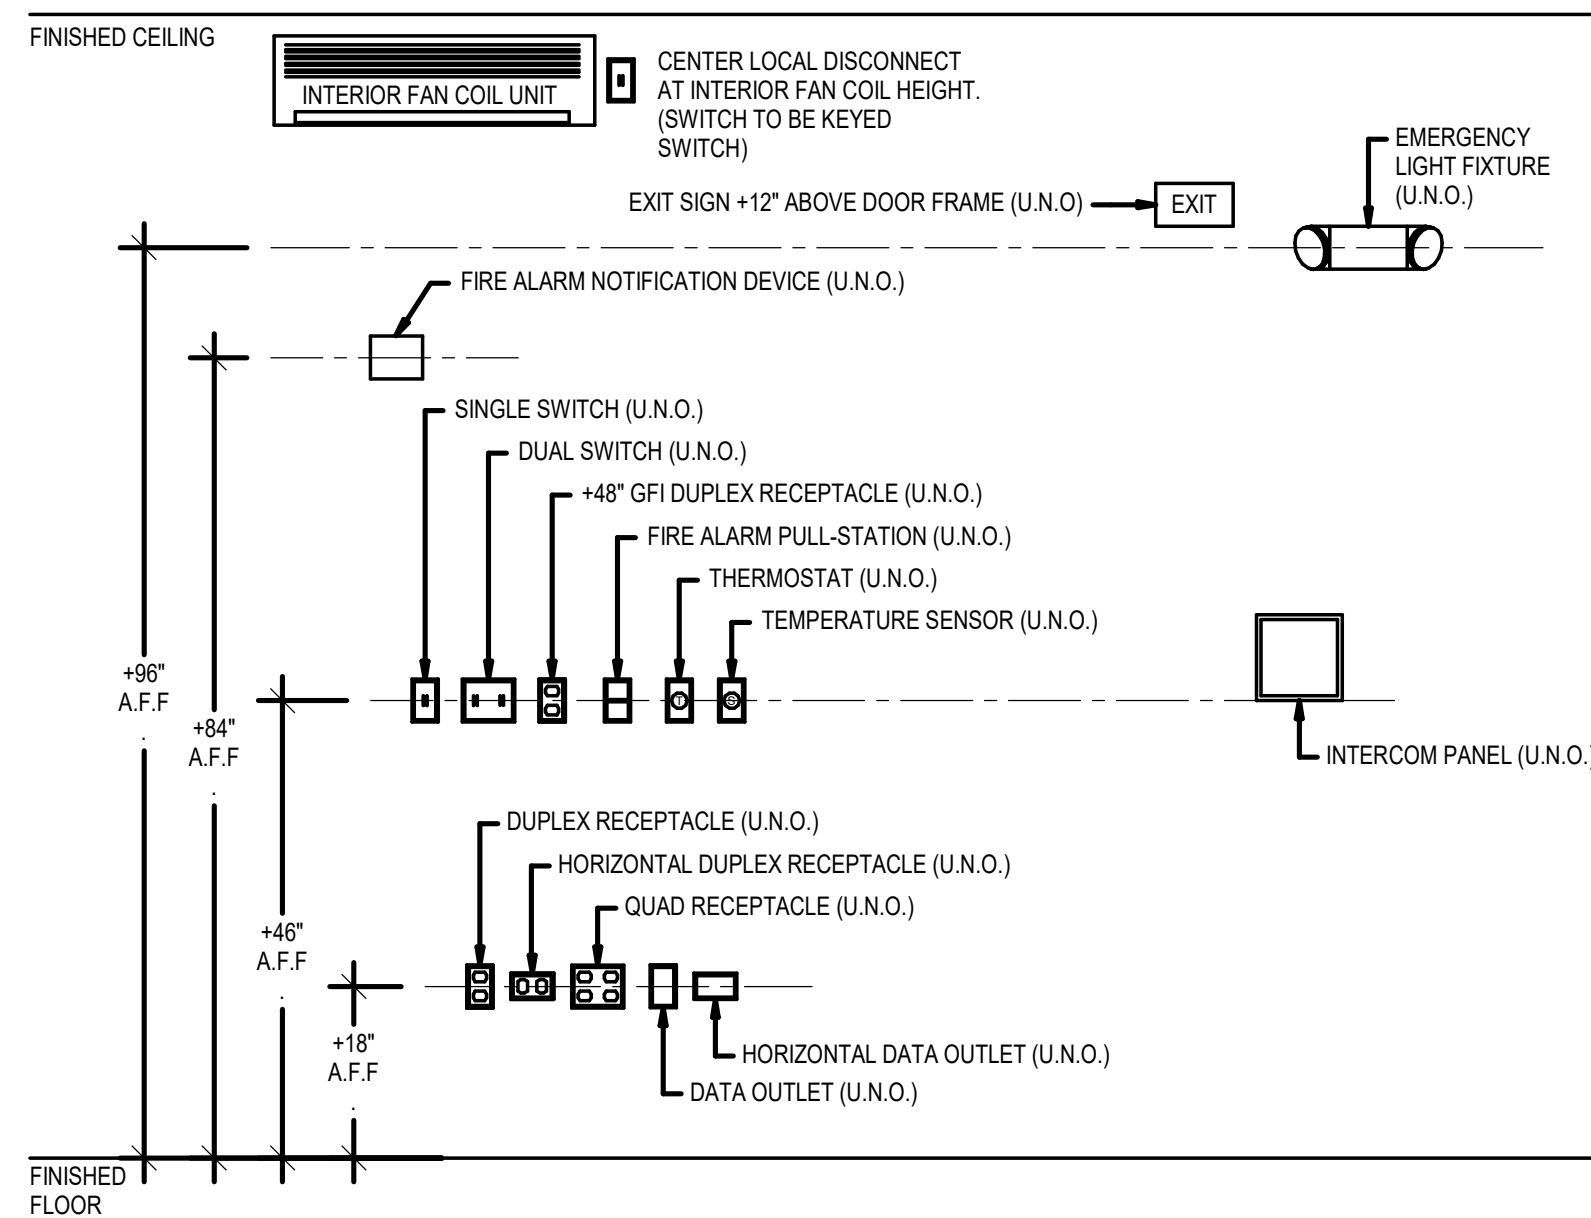 FINISHED CEILING
INTERIOR FAN COIL UNIT
CENTER LOCAL DISCONNECT
AT INTERIOR FAN COIL HEIGHT.
(SWITCH TO BE KEYED
SWITCH)
EMERGENCY
LIGHT FIXTURE
(U.N.O.)
EXIT SIGN +12" ABOVE DOOR FRAME (U.N.O)
EXIT
FIRE ALARM NOTIFICATION DEVICE (U.N.O.)
SINGLE SWITCH (U.N.O.)
DUAL SWITCH (U.N.O.)
+48" GFI DUPLEX RECEPTACLE (U.N.O.)
FIRE ALARM PULL-STATION (U.N.O.)
THERMOSTAT (U.N.O.)
TEMPERATURE SENSOR (U.N.O.)
T
S
+96"
A.F.F
.
+84"
A.F.F
.
INTERCOM PANEL (U.N.O.)
DUPLEX RECEPTACLE (U.N.O.)
HORIZONTAL DUPLEX RECEPTACLE (U.N.O.)
QUAD RECEPTACLE (U.N.O.)
+46"
A.F.F
.
+18"
A.F.F
.
HORIZONTAL DATA OUTLET (U.N.O.)
DATA OUTLET (U.N.O.)
FINISHED
FLOOR